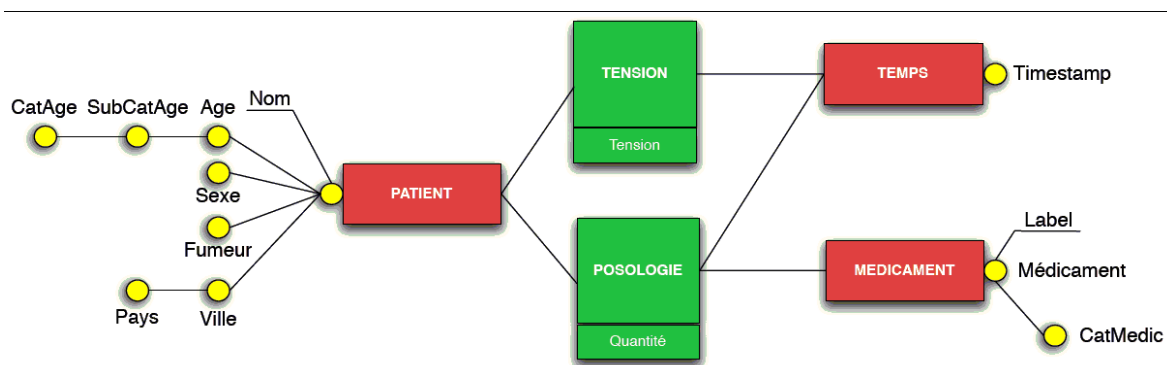 TENSION
TEMPS
Timestamp
Nom
CatAge
SubCatAge
Age
Tension
Sexe
PATIENT
Fumeur
Label
POSOLOGIE
MEDICAMENT
Médicament
Pays
Ville
Quantité
CatMedic